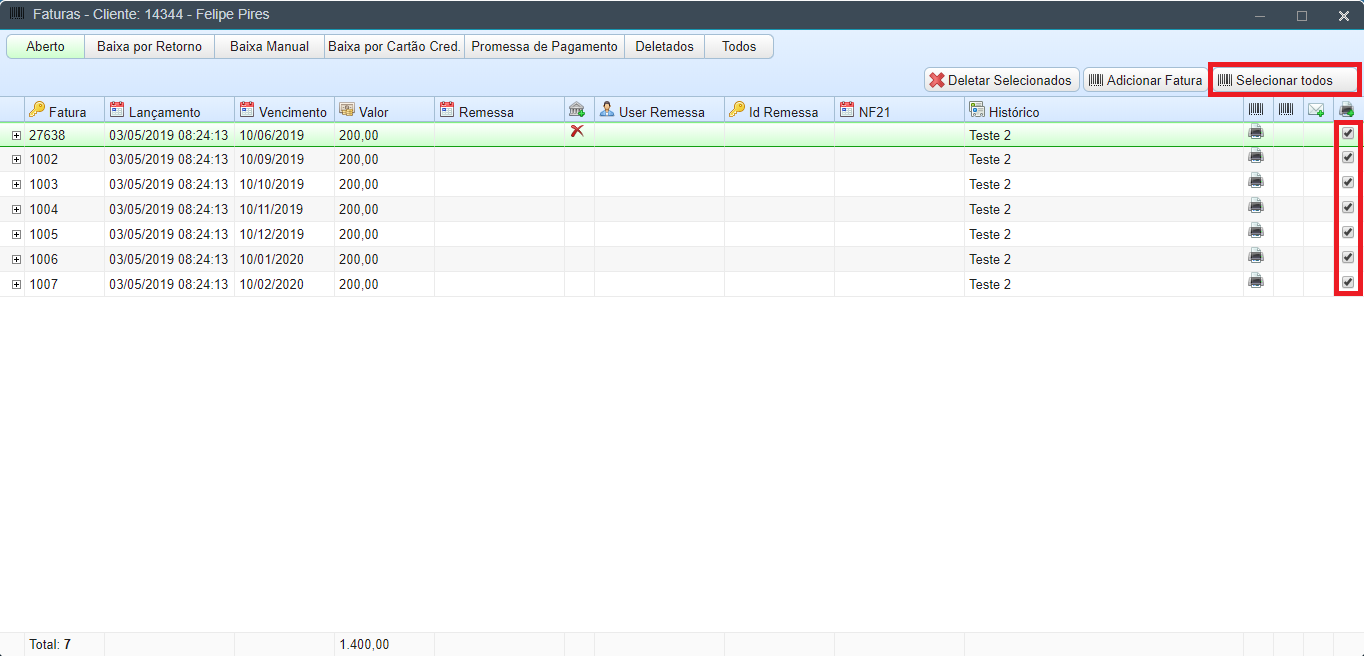 Faturas - Cliente: 14344 - Felipe Pires
Aberto Baixa por Retorno Baixa Manual Baixa por Cartão Cred. Promessa de Pagamento Deletados Todos
Deletar Selecionados Adicionar Fatura Selecionar todos
Fatura Lançamento Vencimento Valor Remessa User Remessa Id Remessa NF21 Histórico
27638 03/05/2019 08:24:13 10/06/2019 200,00 Teste 2
1002 03/05/2019 08:24:13 10/09/2019 200,00 Teste 2
1003 03/05/2019 08:24:13 10/10/2019 200,00 Teste 2
1004 03/05/2019 08:24:13 10/11/2019 200,00 Teste 2
1005 03/05/2019 08:24:13 10/12/2019 200,00 Teste 2
1006 03/05/2019 08:24:13 10/01/2020 200,00 Teste 2
1007 03/05/2019 08:24:13 10/02/2020 200,00 Teste 2
Total: 7 1.400,00